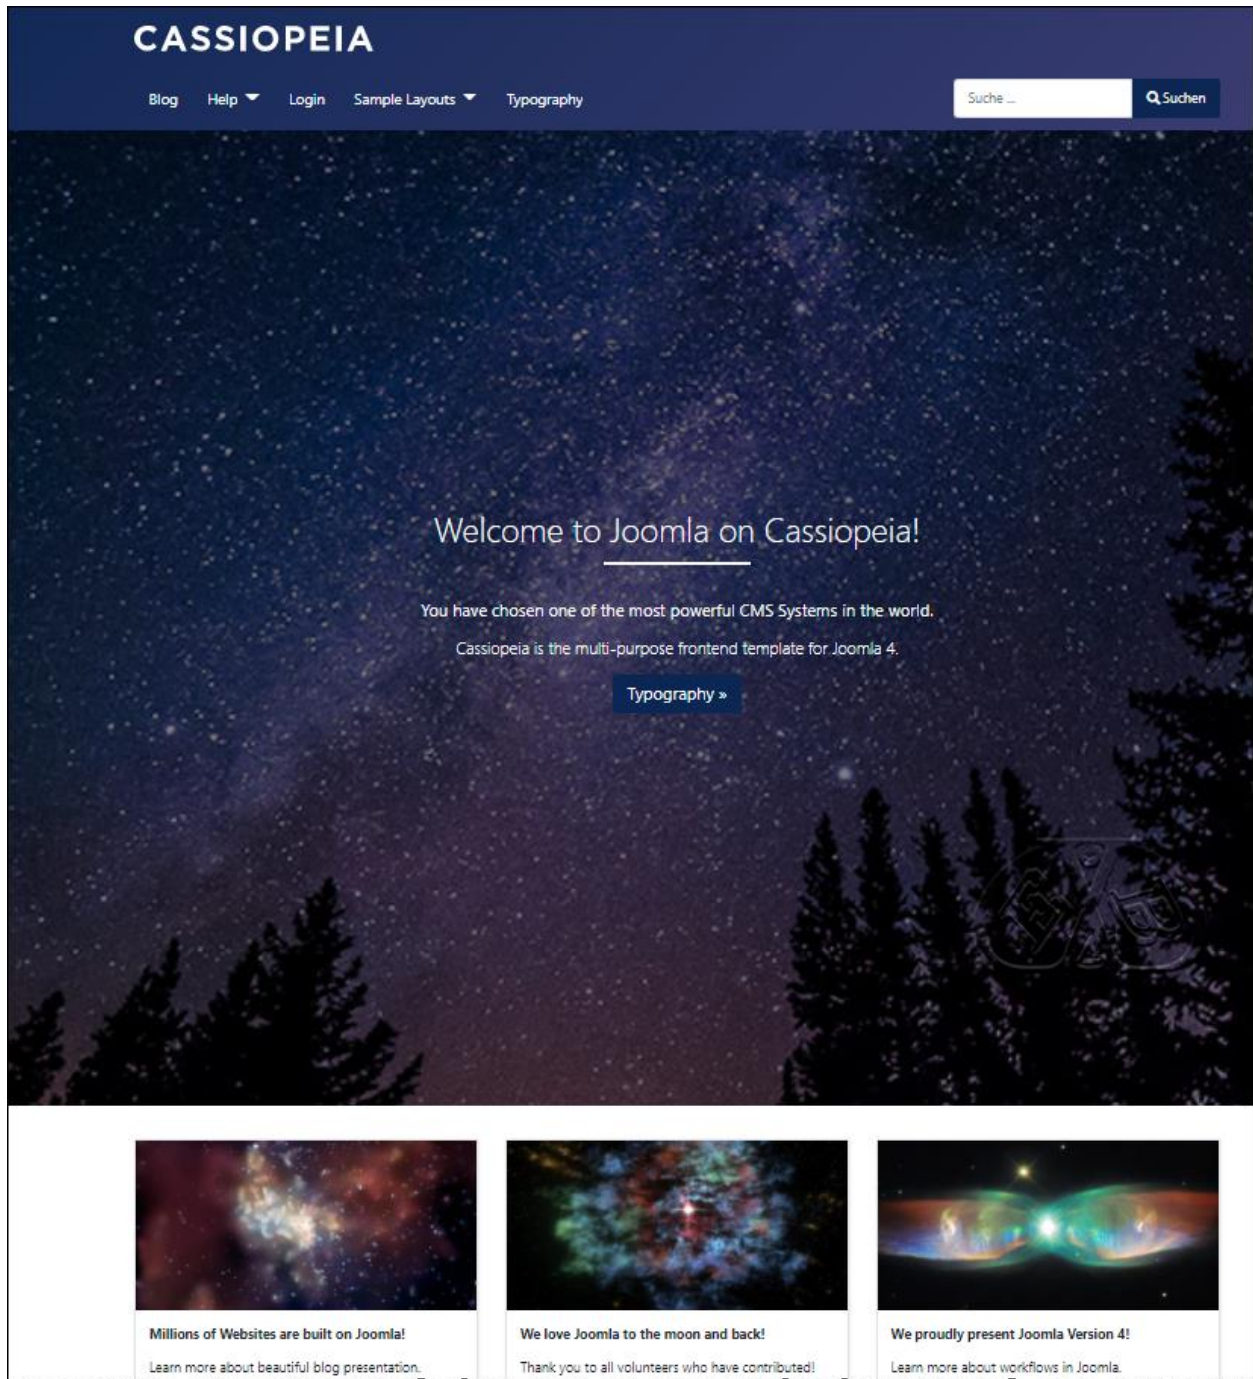 CASSIOPEIA
Blog Help Login Sample Layouts Typography
Suche ... Suchen
Welcome to Joomla on Cassiopeia!
You have chosen one of the most powerful CMS Systems in the world.
Cassiopeia is the multi-purpose frontend template for Joomla 4.
Typography »
Millions of Websites are built on Joomla!
Learn more about beautiful blog presentation.
We love Joomla to the moon and back!
Thank you to all volunteers who have contributed!
We proudly present Joomla Version 4!
Learn more about workflows in Joomla.